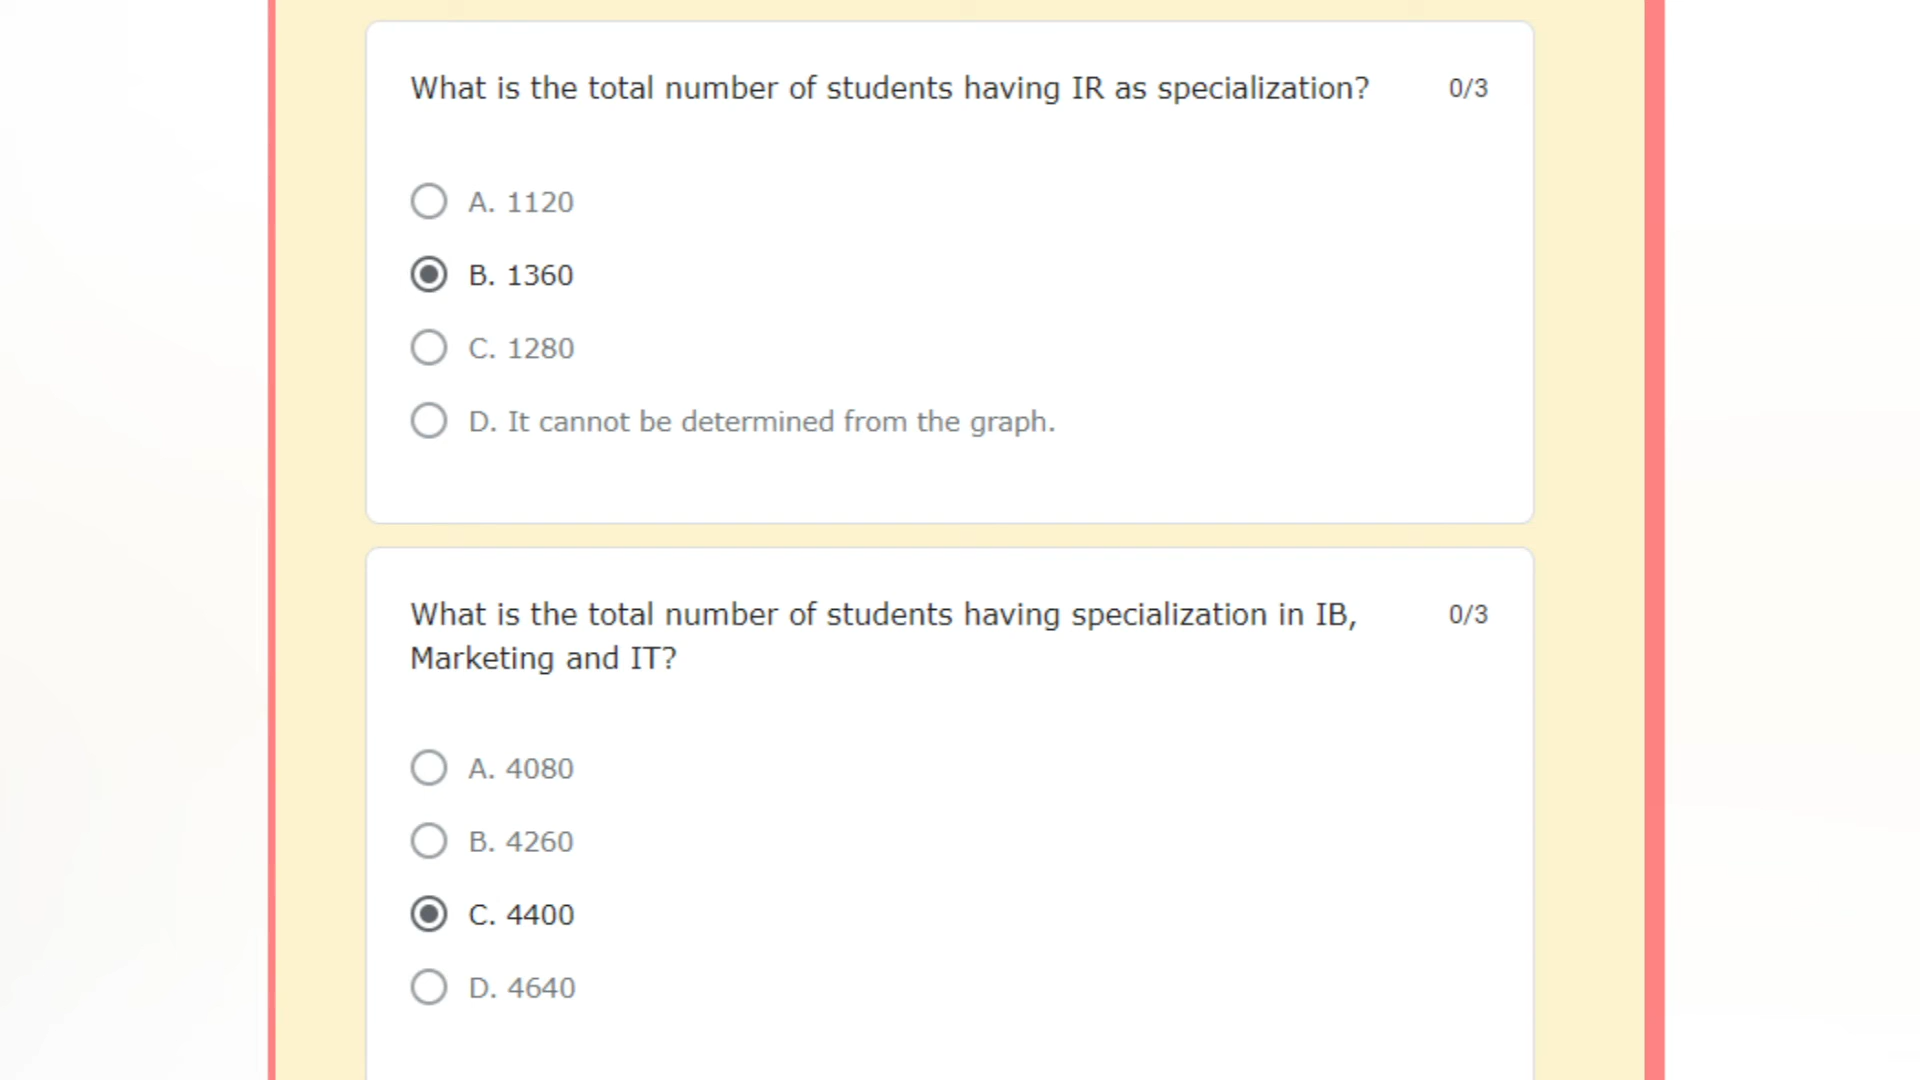 What is the total number of students having IR as specialization? 0/3
A. 1120
B. 1360
C. 1280
D. It cannot be determined from the graph.
What is the total number of students having specialization in IB, 0/3
Marketing and IT?
A. 4080
B. 4260
C. 4400
D. 4640